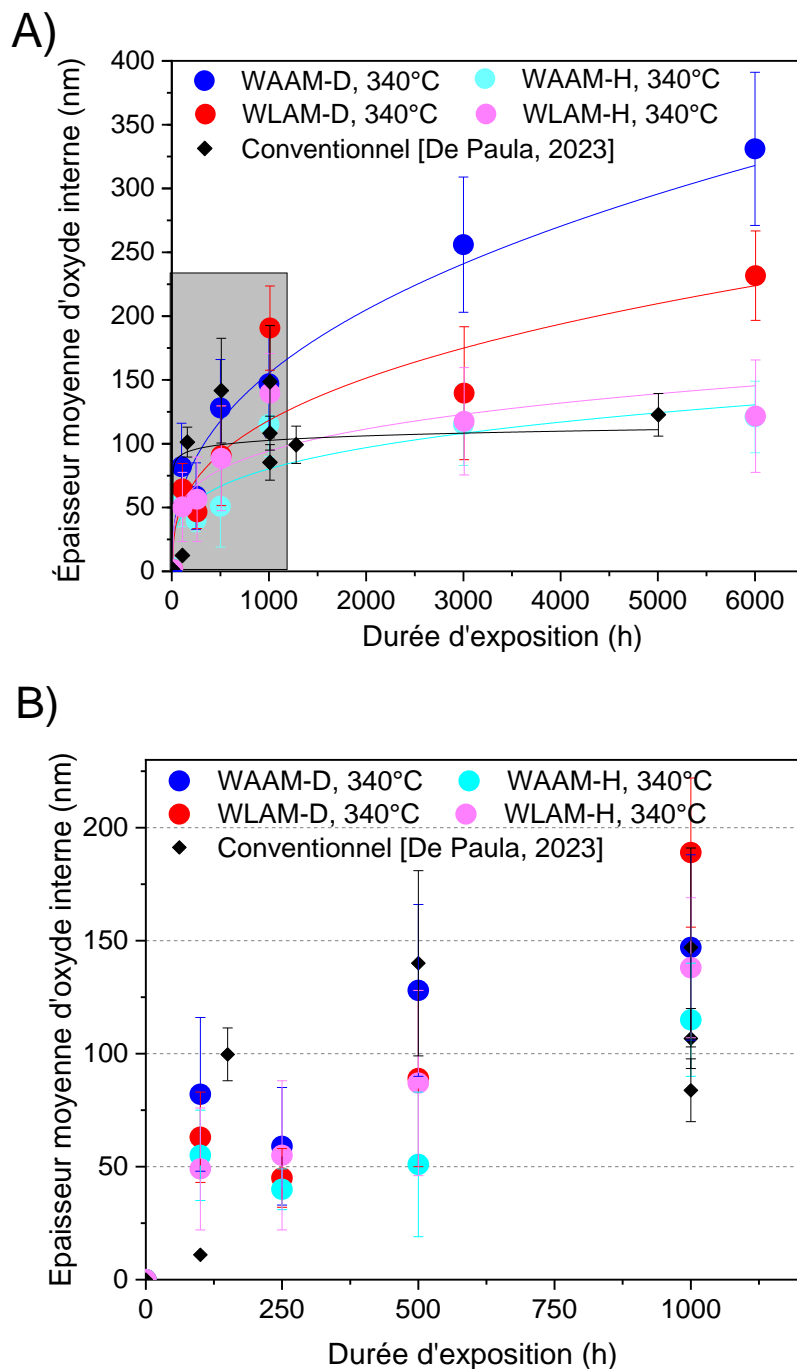 A)
WAAM-D, 340°C
WAAM-H, 340°C
WLAM-D, 340°C
WLAM-H, 340°C
Conventionnel [De Paula, 2023]
Épaisseur moyenne d'oxyde interne (nm)
400
350
300
250
200
150
100
50
0
0 1000 2000 3000 4000 5000 6000
Durée d'exposition (h)
B)
WAAM-D, 340°C
WAAM-H, 340°C
WLAM-D, 340°C
WLAM-H, 340°C
Conventionnel [De Paula, 2023]
Epaisseur moyenne d'oxyde interne (nm)
200
150
100
50
0
0 250 500 750 1000
Durée d'exposition (h)